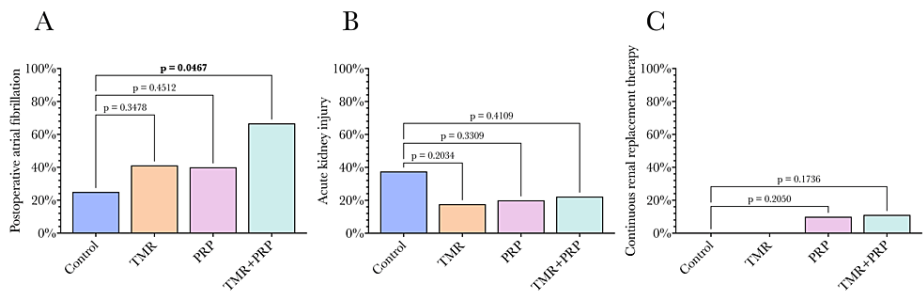 A
Postoperative atrial fibrillation
100%
80%
60%
40%
20%
0%
p = 0.0467
p = 0.4512
p = 0.3478
Control
TMR
PRP
TMR+PRP
B
Acute kidney injury
100%
80%
60%
40%
20%
0%
p = 0.4109
p = 0.3309
p = 0.2034
Control
TMR
PRP
TMR+PRP
C
Continuous renal replacement therapy
100%
80%
60%
40%
20%
0%
p = 0.1736
p = 0.2050
Control
TMR
PRP
TMR+PRP